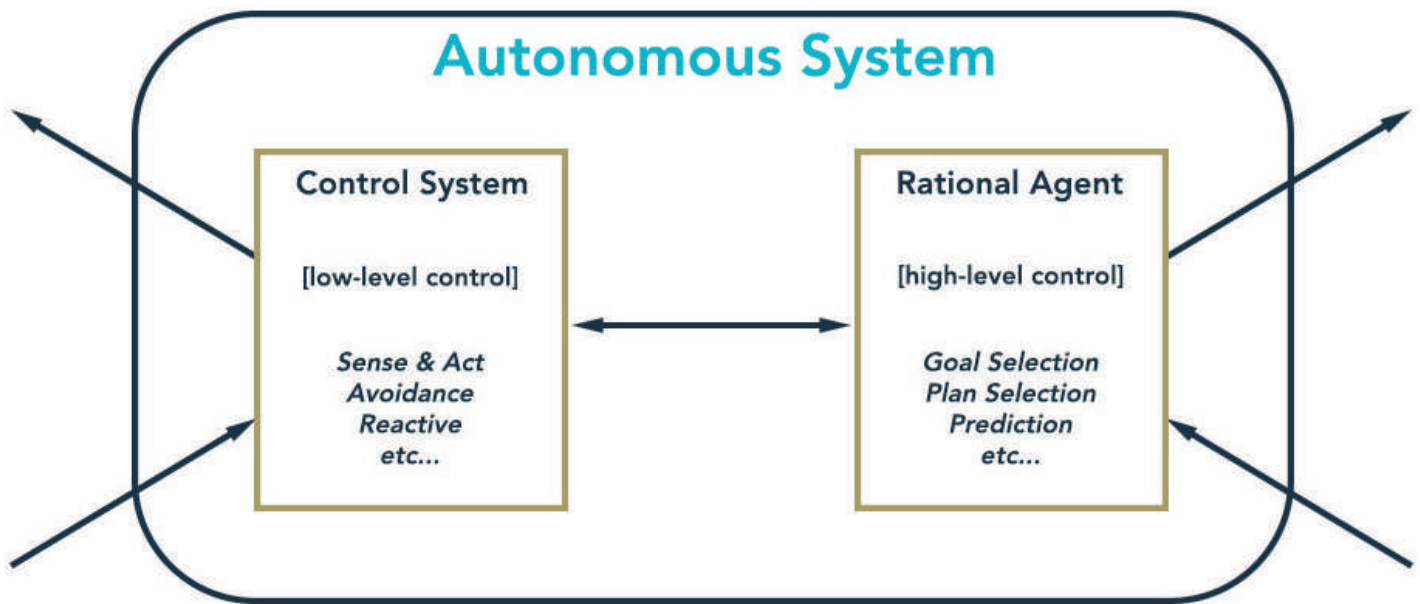 Autonomous System
Control System
[low-level control]
Sense & Act
Avoidance
Reactive
etc...
Rational Agent
[high-level control]
Goal Selection
Plan Selection
Prediction
etc...